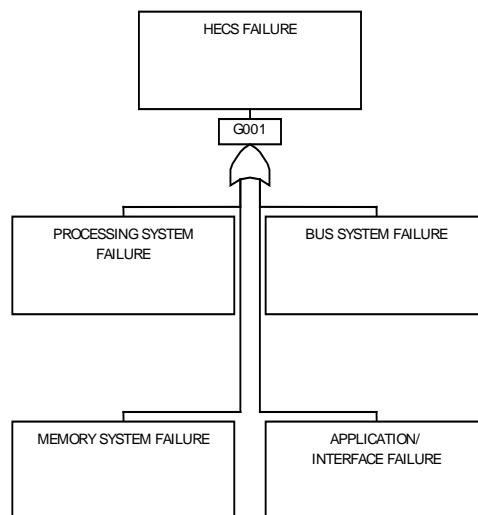 HECS FAILURE
G001
PROCESSING SYSTEM
FAILURE
BUS SYSTEM FAILURE
MEMORY SYSTEM FAILURE
APPLICATION/
INTERFACE FAILURE